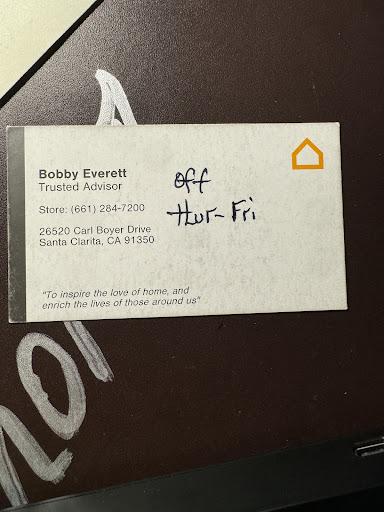 Bobby Everett
Trusted Advisor
Store: (661) 284-7200
26520 Carl Boyer Drive
Santa Clarita, CA 91350
"To inspire the love of home, and
enrich the lives of those around us"
off
thur-Fri